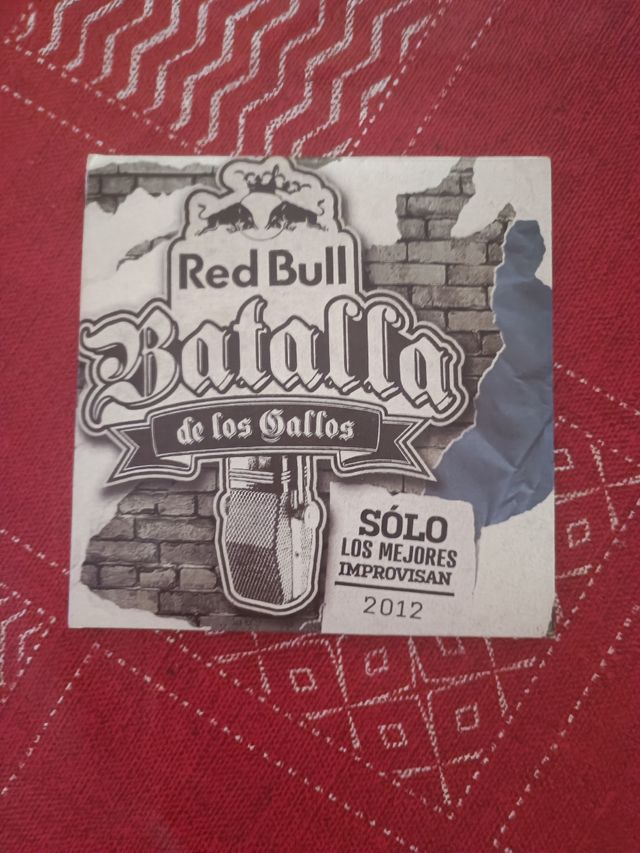 Red Bull
Batalla
de los Gallos
SÓLO
LOS MEJORES
IMPROVISAN
2012